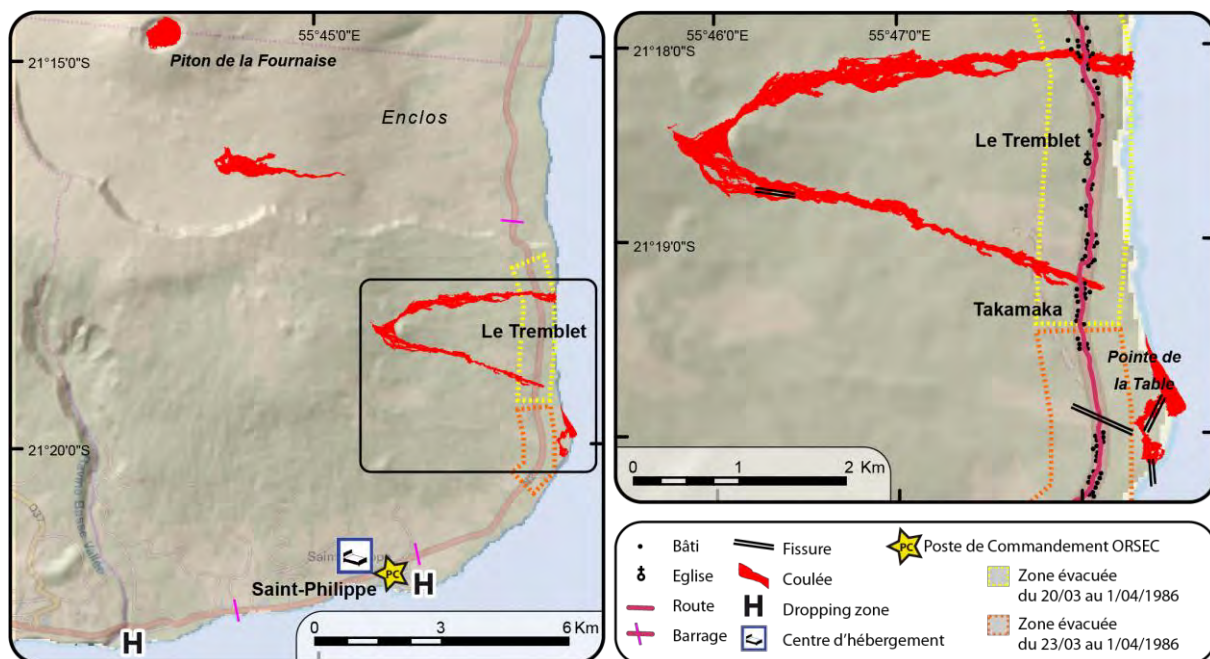 55°45'0"E
Piton de la Fournaise
21°15'0"S
Enclos
Le Tremblet
21°20'0"S
Saint-Philippe
PC
H
H
0 3 6 Km
55°46'0"E 55°47'0"E
21°18'0"S
Le Tremblet
21°19'0"S
Takamaka
Pointe de
la Table
0 1 2 Km
Bâti
Fissure
PC Poste de Commandement ORSEC
Eglise
Coulée
Zone évacuée
du 20/03 au 1/04/1986
Route
H Dropping zone
Barrage
Centre d'hébergement
Zone évacuée
du 23/03 au 1/04/1986